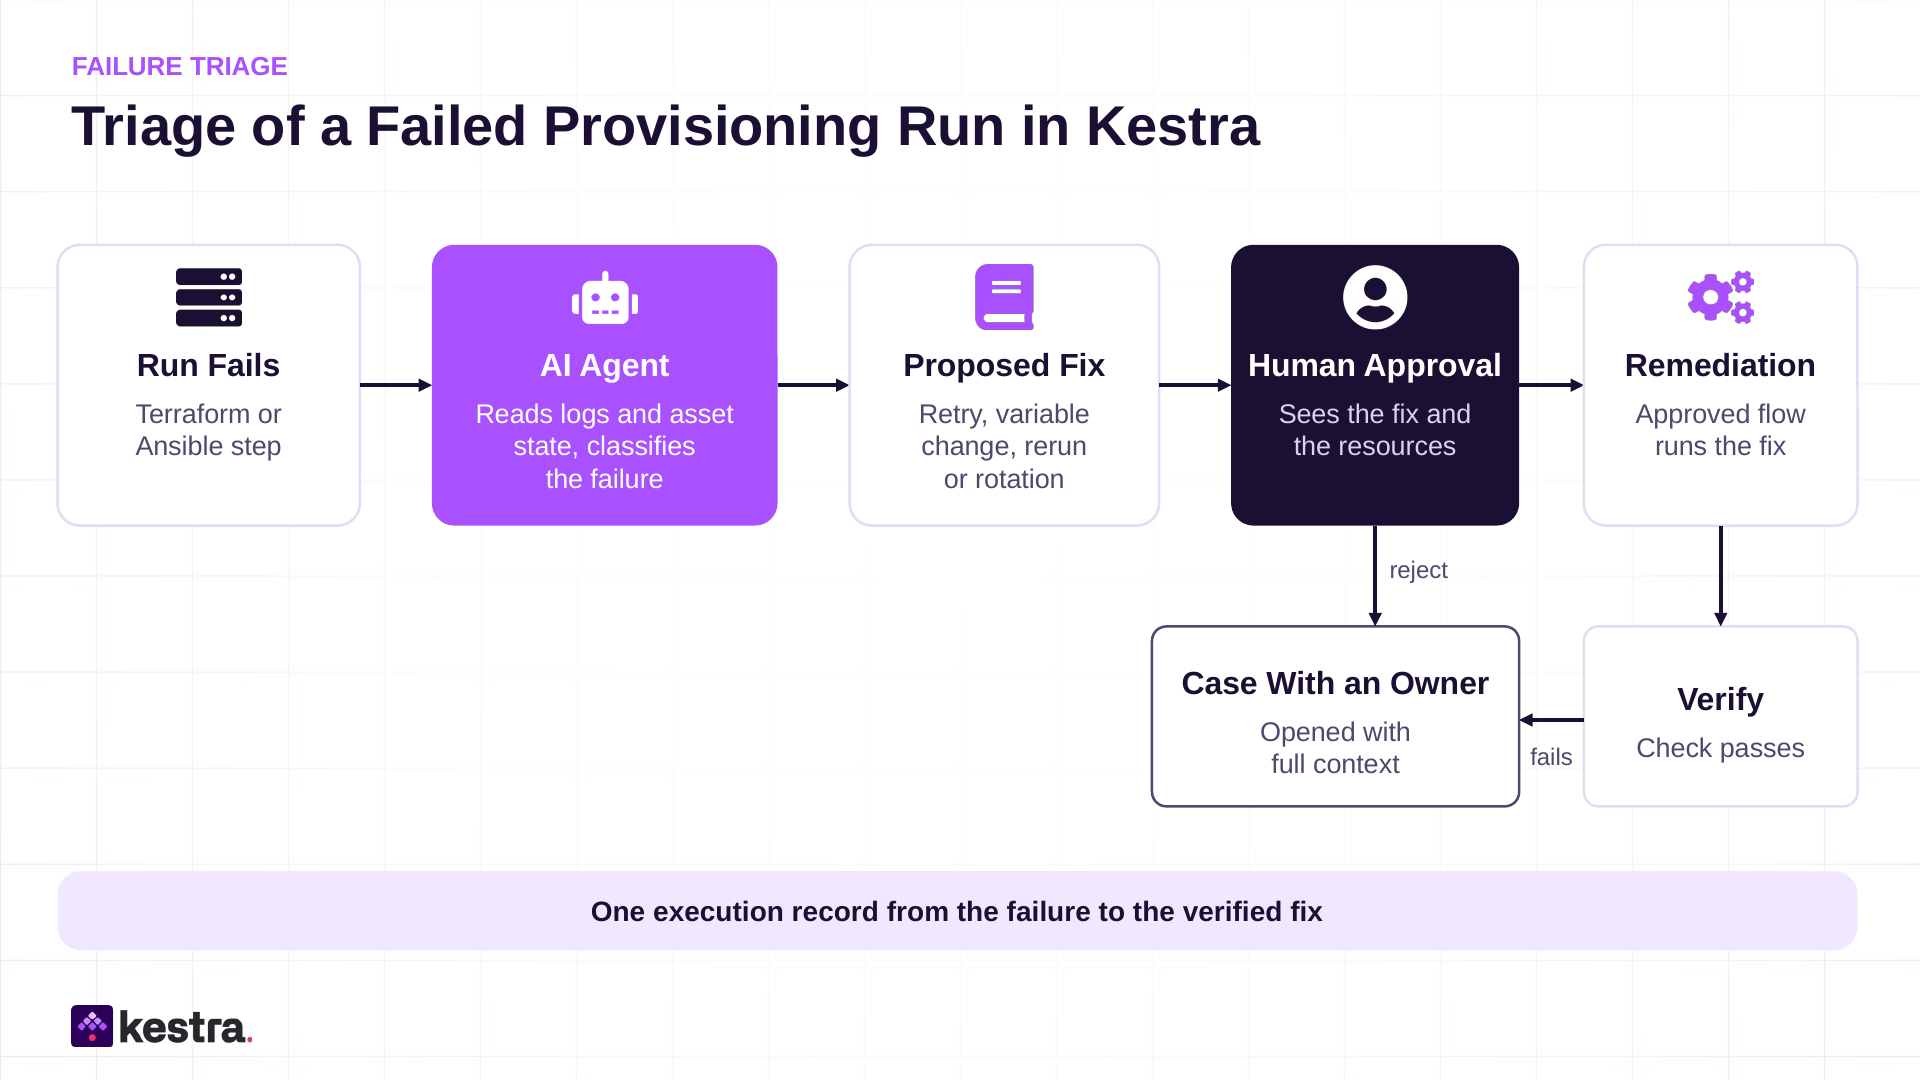 FAILURE TRIAGE
Triage of a Failed Provisioning Run in Kestra
Run Fails
Terraform or
Ansible step
AI Agent
Reads logs and asset
state, classifies
the failure
Proposed Fix
Retry, variable
change, rerun
or rotation
Human Approval
Sees the fix and
the resources
Remediation
Approved flow
runs the fix
reject
Case With an Owner
Opened with
full context
fails
Verify
Check passes
One execution record from the failure to the verified fix
kestra.